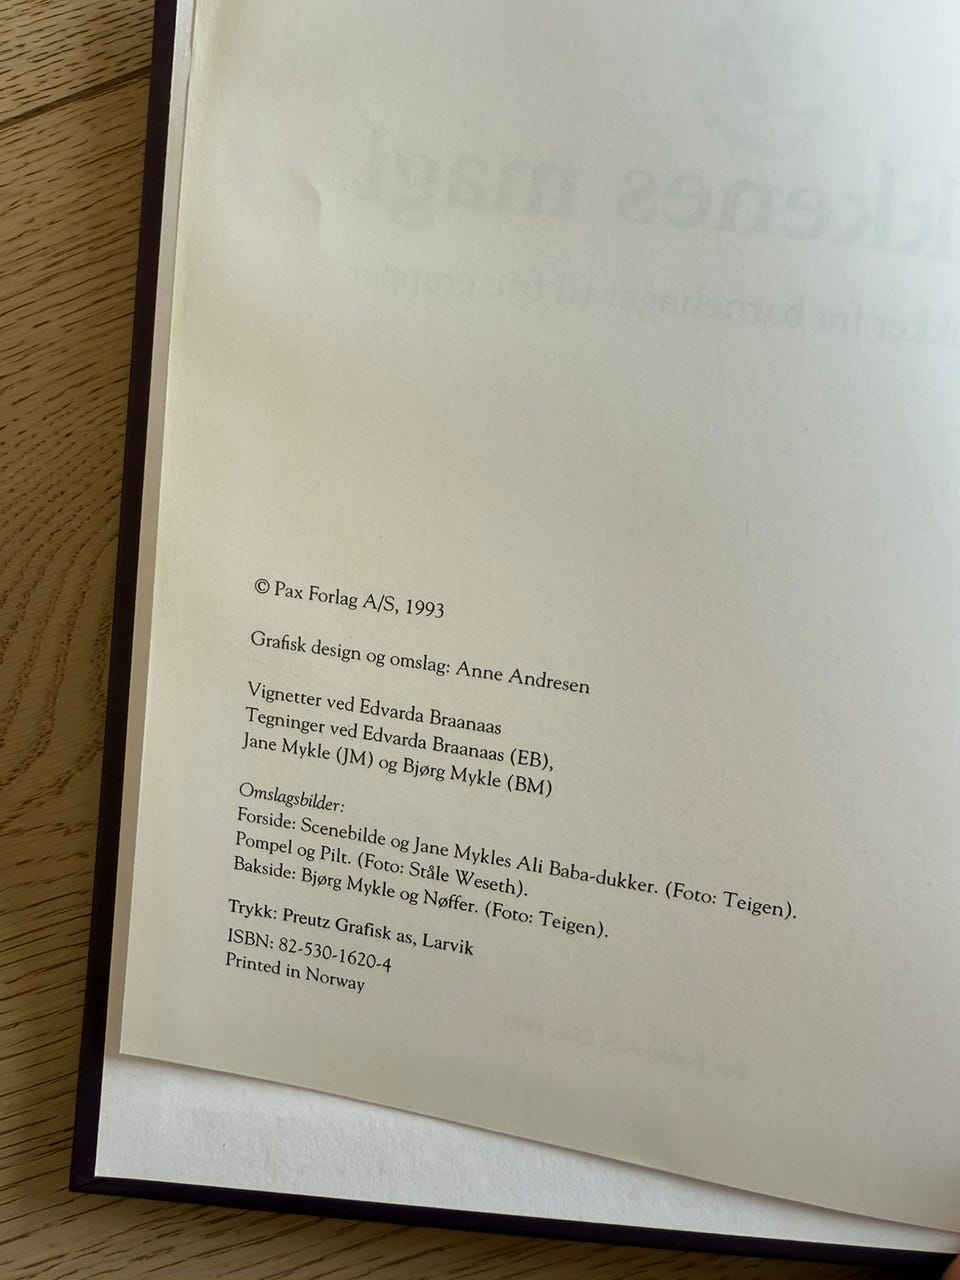 © Pax Forlag A/S, 1993
Grafisk design og omslag: Anne Andresen
Vignetter ved Edvarda Braanaas
Tegninger ved Edvarda Braanaas (EB),
Jane Mykle (JM) og Bjørg Mykle (BM)
Omslagsbilder:
Forside: Scenebilde og Jane Mykles Ali Baba-dukker. (Foto: Teigen).
Pompel og Pilt. (Foto: Ståle Weseth).
Bakside: Bjørg Mykle og Nøffer. (Foto: Teigen).
Trykk: Preutz Grafisk as, Larvik
ISBN: 82-530-1620-4
Printed in Norway